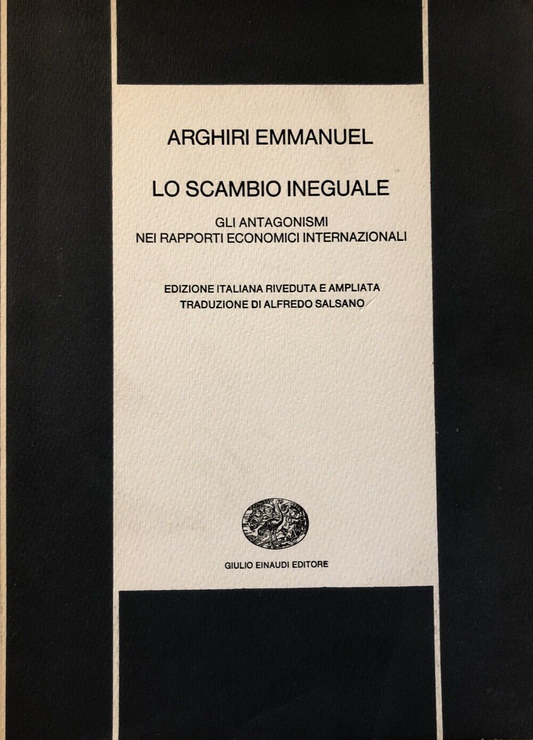 ARGHIRI EMMANUEL
LO SCAMBIO INEGUALE
GLI ANTAGONISMI
NEI RAPPORTI ECONOMICI INTERNAZIONALI
EDIZIONE ITALIANA RIVEDUTA E AMPLIATA
TRADUZIONE DI ALFREDO SALSANO
GIULIO EINAUDI EDITORE